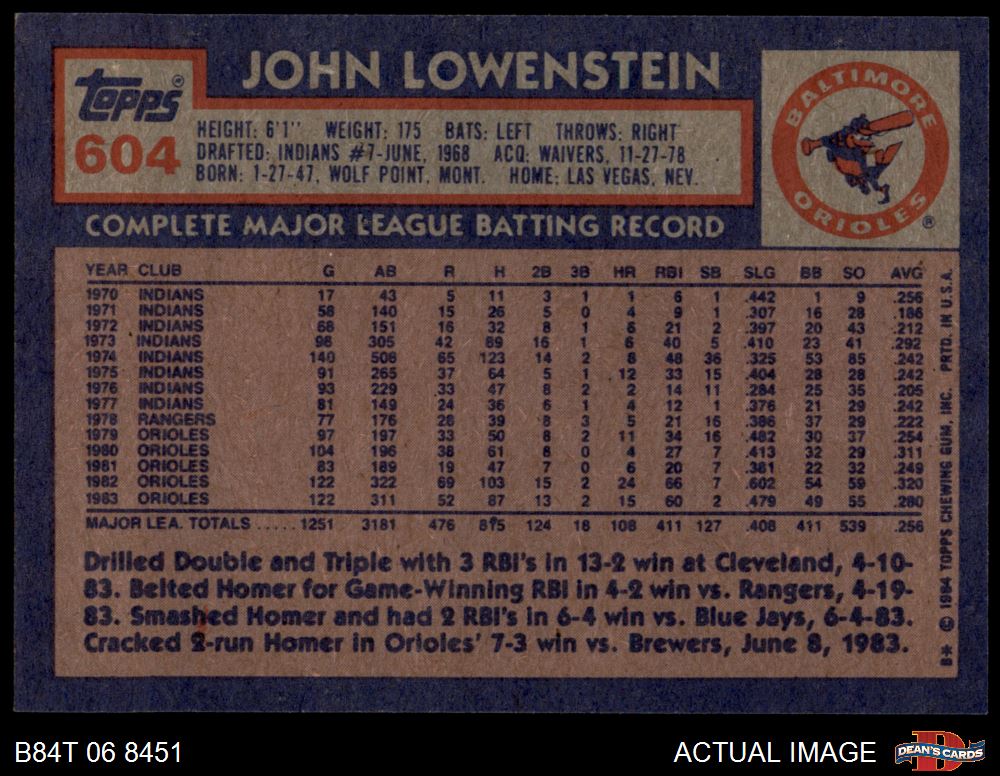 JOHN LOWENSTEIN
Topps®
604
HEIGHT: 6'1" WEIGHT: 175 BATS: LEFT THROWS: RIGHT
DRAFTED: INDIANS #7-JUNE, 1968 ACQ: WAIVERS, 11-27-78
BORN: 1-27-47, WOLF POINT, MONT. HOME: LAS VEGAS, NEV.
BALTIMORE
ORIOLES ®
COMPLETE MAJOR LEAGUE BATTING RECORD
YEAR CLUB G AB R H 2B 3B HR RBI SB SLG BB SO AVG
1970 INDIANS 17 43 5 11 3 1 1 6 1 .442 1 9 .256
1971 INDIANS 58 140 15 26 5 0 4 9 1 .307 16 28 .186
1972 INDIANS 68 151 16 32 8 1 6 21 2 .397 20 43 .212
1973 INDIANS 98 305 42 89 16 1 6 40 5 .410 23 41 .292
1974 INDIANS 140 508 65 123 14 2 8 48 36 .325 53 85 .242
1975 INDIANS 91 265 37 64 5 1 12 33 15 .404 28 28 .242
1976 INDIANS 93 229 33 47 8 2 2 14 11 .284 25 35 .205
1977 INDIANS 81 149 24 36 6 1 4 12 1 .376 21 29 .242
1978 RANGERS 77 176 28 39 8 3 5 21 16 .386 37 29 .222
1979 ORIOLES 97 197 33 50 8 2 11 34 16 .482 30 37 .254
1980 ORIOLES 104 196 38 61 8 0 4 27 7 .413 32 29 .311
1981 ORIOLES 83 189 19 47 7 0 6 20 7 .381 22 32 .249
1982 ORIOLES 122 322 69 103 15 2 24 66 7 .602 54 59 .320
1983 ORIOLES 122 311 52 87 13 2 15 60 2 .479 49 55 .280
MAJOR LEA. TOTALS ..... 1251 3181 476 815 124 18 108 411 127 .408 411 539 .256
Drilled Double and Triple with 3 RBI's in 13-2 win at Cleveland, 4-10-
83. Belted Homer for Game-Winning RBI in 4-2 win vs. Rangers, 4-19-
83. Smashed Homer and had 2 RBI's in 6-4 win vs. Blue Jays, 6-4-83.
Cracked 2-run Homer in Orioles' 7-3 win vs. Brewers, June 8, 1983.
B* © 1984 TOPPS CHEWING GUM, INC. PRTD. IN U.S.A.
B84T 06 8451
ACTUAL IMAGE
DEAN'S CARDS